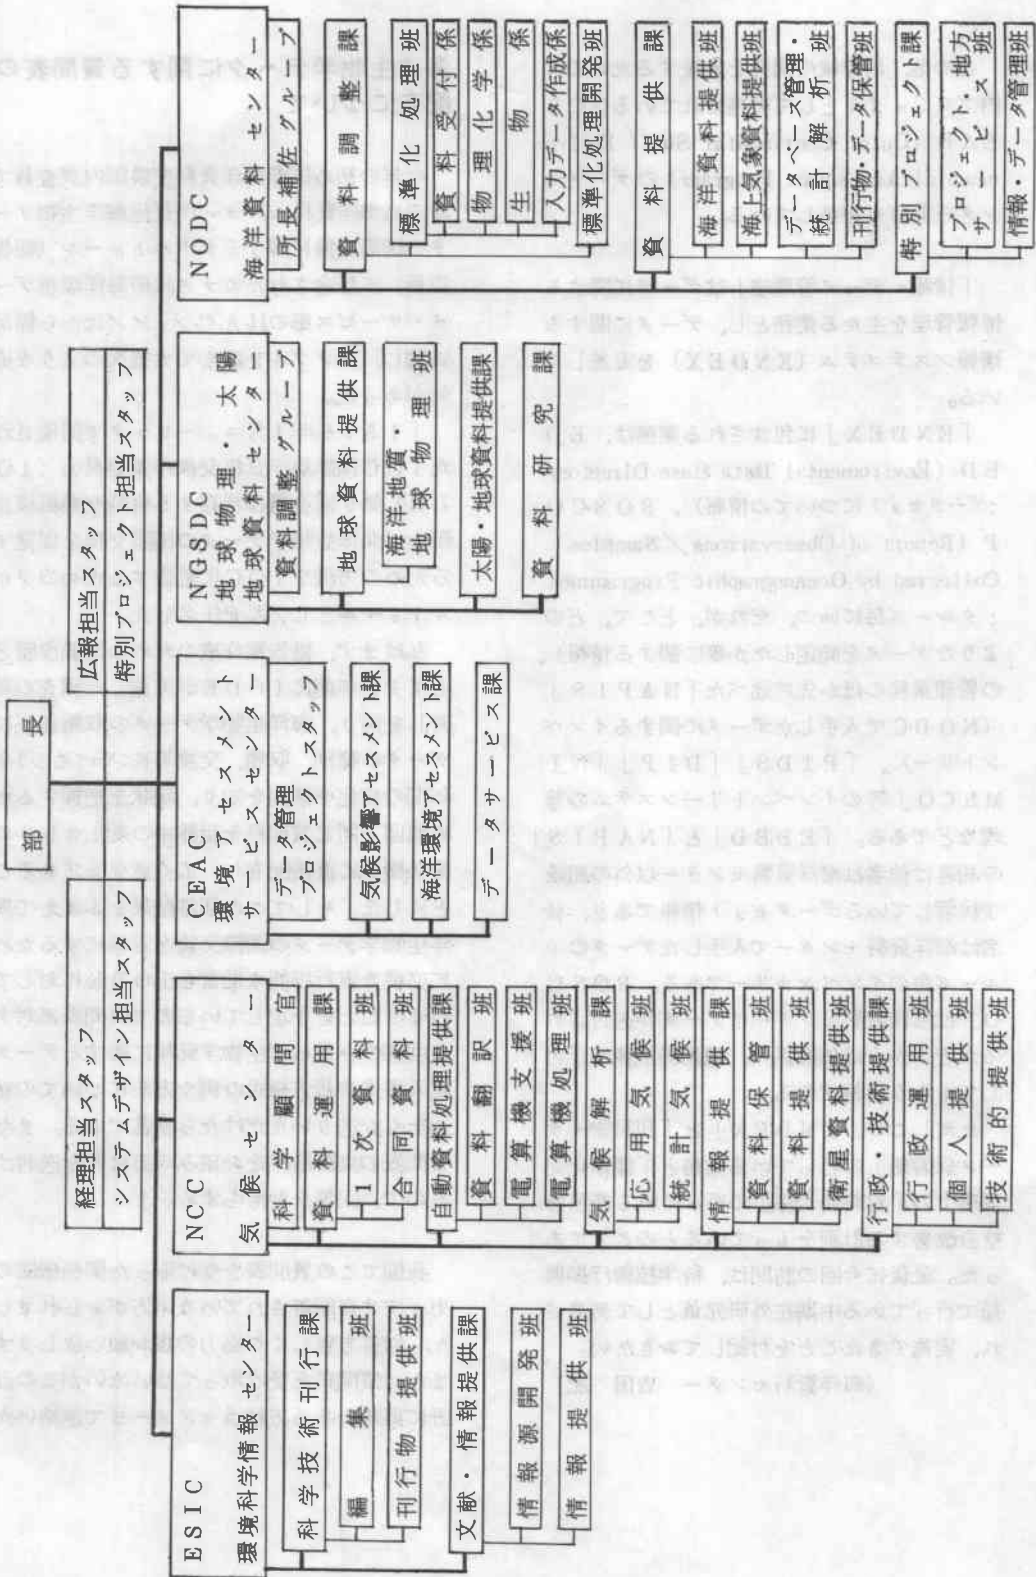 部 長
経理担当スタッフ
システムデザイン担当スタッフ
広報担当スタッフ
特別プロジェクト担当スタッフ
ESIC
環境科学情報センター
科学技術刊行課
編集班
刊行物提供班
文献・情報提供課
情報源開発班
情報提供班
NCC
気候センター
科学顧問官
資料運用課
1次資料班
合同資料班
自動資料処理提供課
資料翻訳班
電算機支援班
電算機処理班
気候解析課
応用気候班
統計気候班
情報提供課
資料保管班
資料提供班
衛星資料提供班
行政・技術提供課
行政運用班
個人提供班
技術的提供班
CEAC
環境アセスメント
サービスセンター
データ管理
プロジェクトスタッフ
気候影響アセスメント課
海洋環境アセスメント課
データサービス課
NGSDC
地球物理・太陽
地球資料センター
資料調整グループ
地球資料提供課
海洋地質・
地球物理班
太陽・地球資料提供課
資料研究課
NODC
海洋資料センター
所長補佐グループ
資料調整課
標準化処理班
資料受付係
物理化学係
生物係
入力データ作成係
標準化処理開発班
資料提供課
海洋資料提供班
海上気象資料提供班
データベース管理・
統計解析班
刊行物・データ保管班
特別プロジェクト課
プロジェクト・地方
サービス班
情報・データ管理班